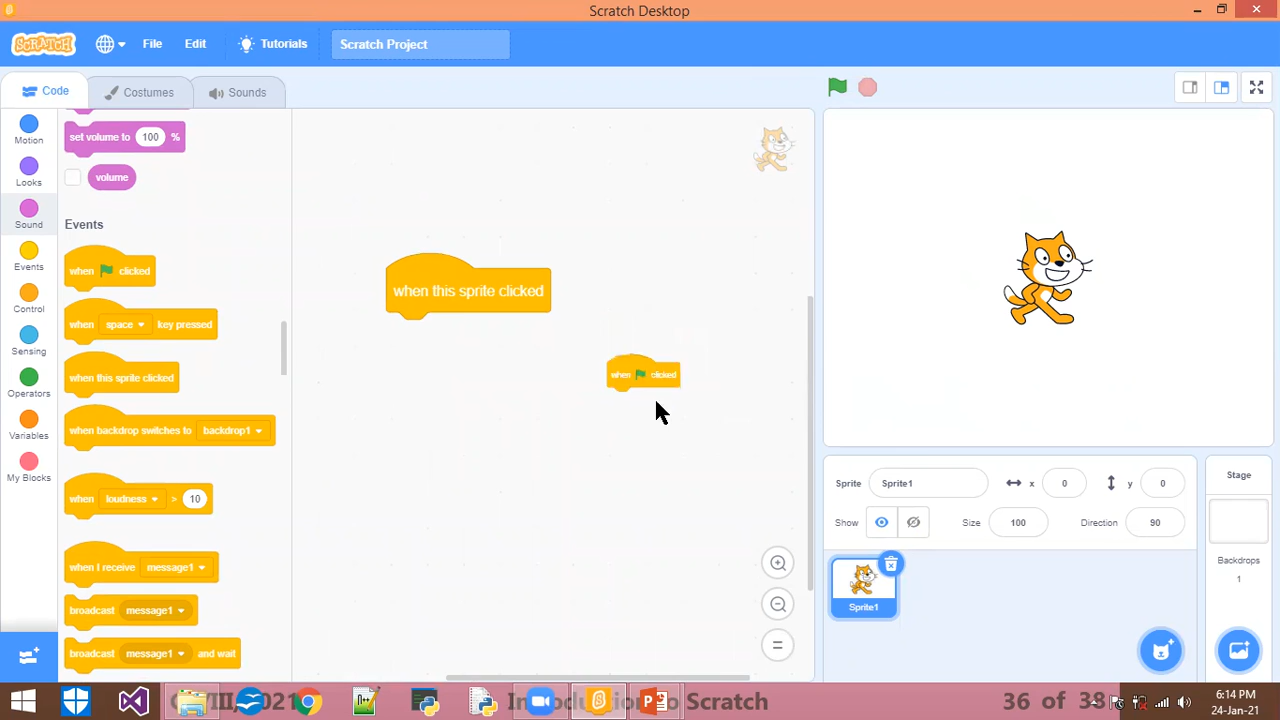 Scratch Desktop
SCRATCH File Edit Tutorials Scratch Project
Code Costumes Sounds
Motion
Looks
Sound
Events
Control
Sensing
Operators
Variables
My Blocks
set volume to 100 %
volume
Events
when clicked
when space key pressed
when this sprite clicked
when backdrop switches to backdrop1
when loudness > 10
when I receive message1
broadcast message1
broadcast message1 and wait
when this sprite clicked
when clicked
Sprite Sprite1 x 0 y 0
Show Size 100 Direction 90
Sprite1
Stage
Backdrops
1
/III, 2021 Scratch 36 of 38
6:14 PM
24-Jan-21